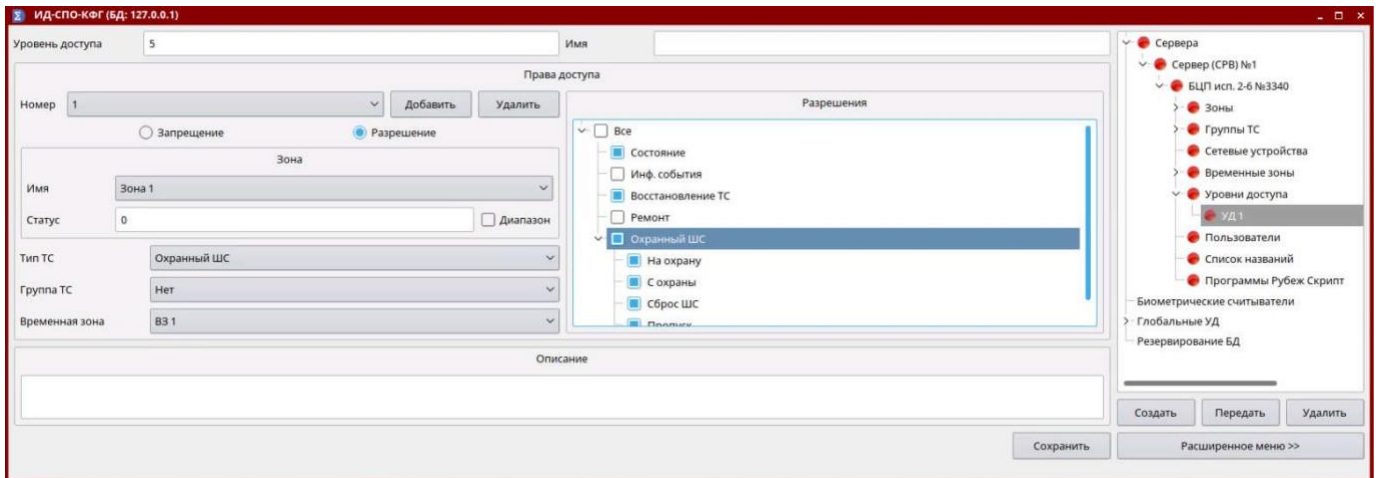 ИД-СПО-КФГ (БД: 127.0.0.1)
Уровень доступа 5 Имя
Права доступа
Номер 1 Добавить Удалить
Запрещение Разрешение
Зона
Имя Зона 1
Статус 0 Диапазон
Тип ТС Охранный ШС
Группа ТС Нет
Временная зона ВЗ 1
Разрешения
Все
Состояние
Инф. события
Восстановление ТС
Ремонт
Охранный ШС
На охрану
С охраны
Сброс ШС
Пропуск
Описание
Сохранить
Сервера
Сервер (СРВ) №1
БЦП исп. 2-6 №3340
Зоны
Группы ТС
Сетевые устройства
Временные зоны
Уровни доступа
УД 1
Пользователи
Список названий
Программы Рубеж Скрипт
Биометрические считыватели
Глобальные УД
Резервирование БД
Создать Передать Удалить
Расширенное меню >>